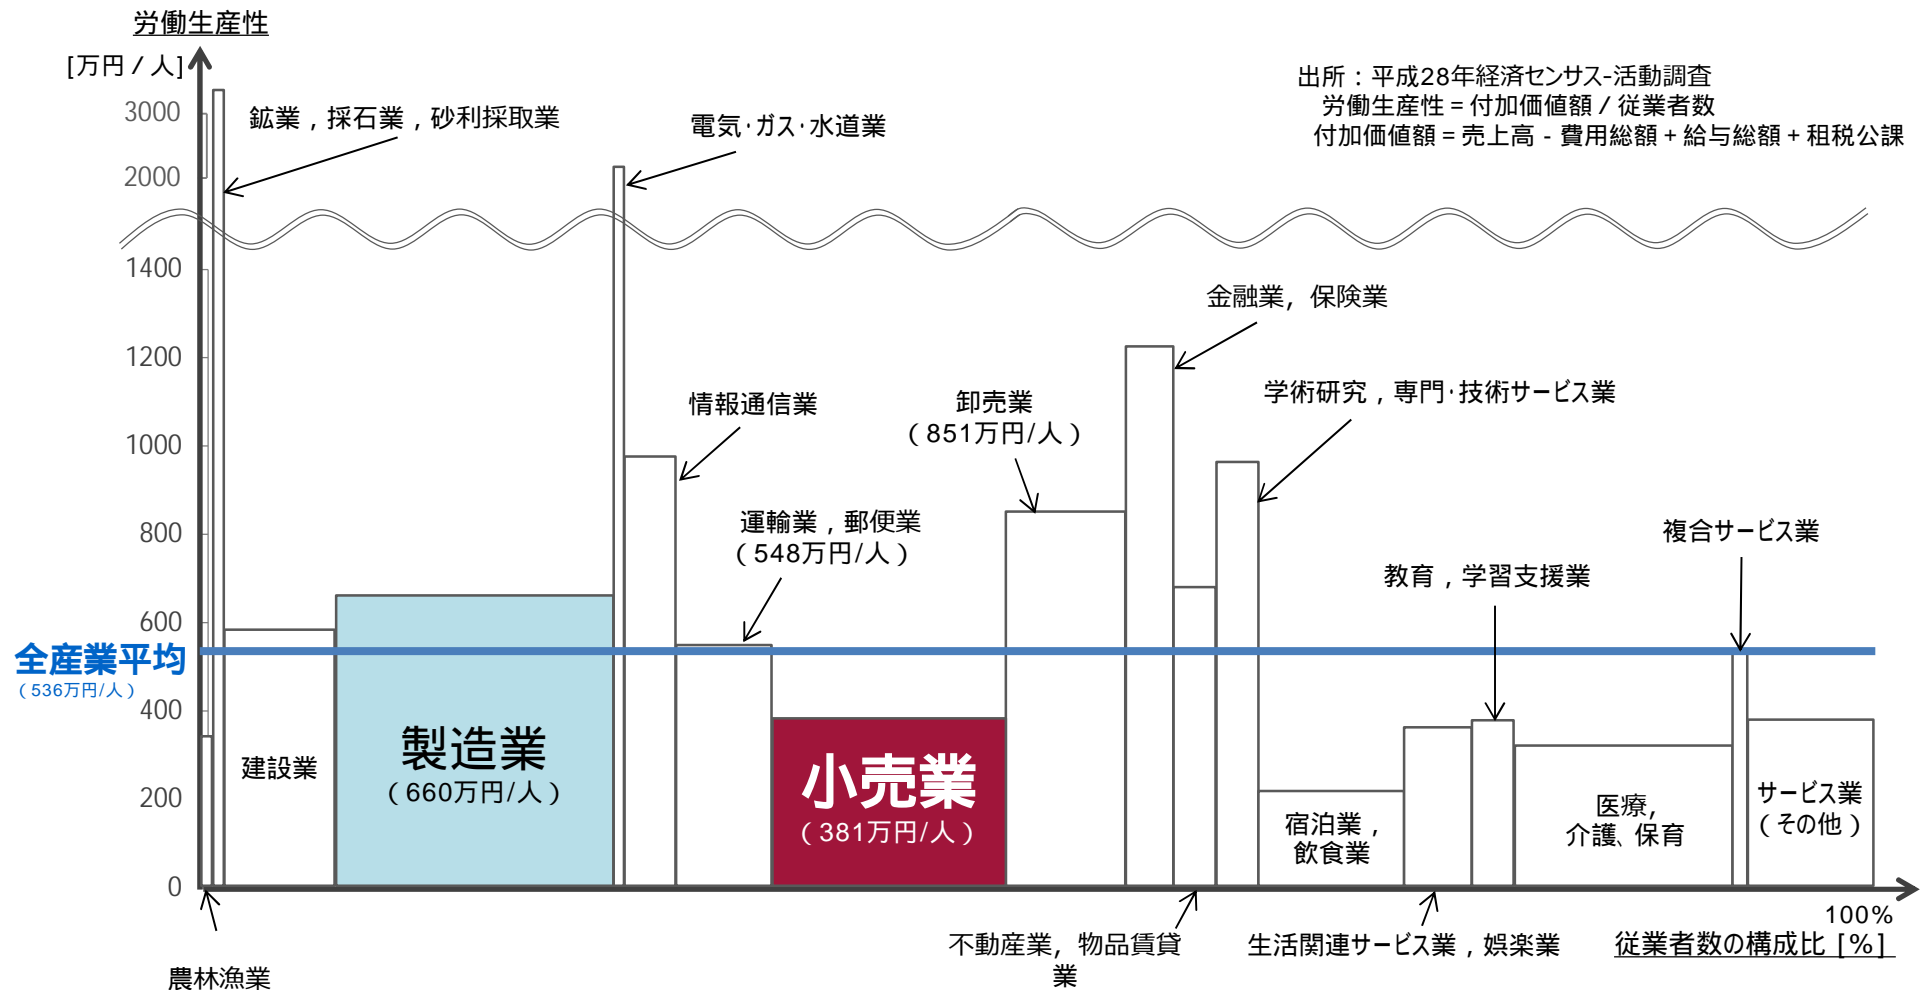 労働生産性
[万円 / 人]
出所：平成28年経済センサス-活動調査
労働生産性 = 付加価値額 / 従業者数
付加価値額 = 売上高 - 費用総額 + 給与総額 + 租税公課
3000
2000
1400
1200
1000
800
600
400
200
0
鉱業，採石業，砂利採取業
電気･ガス･水道業
金融業，保険業
情報通信業
卸売業
（851万円/人）
学術研究，専門･技術サービス業
運輸業，郵便業
（548万円/人）
複合サービス業
教育，学習支援業
全産業平均
（536万円/人）
建設業
製造業
（660万円/人）
小売業
（381万円/人）
宿泊業，
飲食業
医療，
介護、保育
サービス業
（その他）
100%
農林漁業
不動産業，物品賃貸
業
生活関連サービス業，娯楽業
従業者数の構成比 [%]